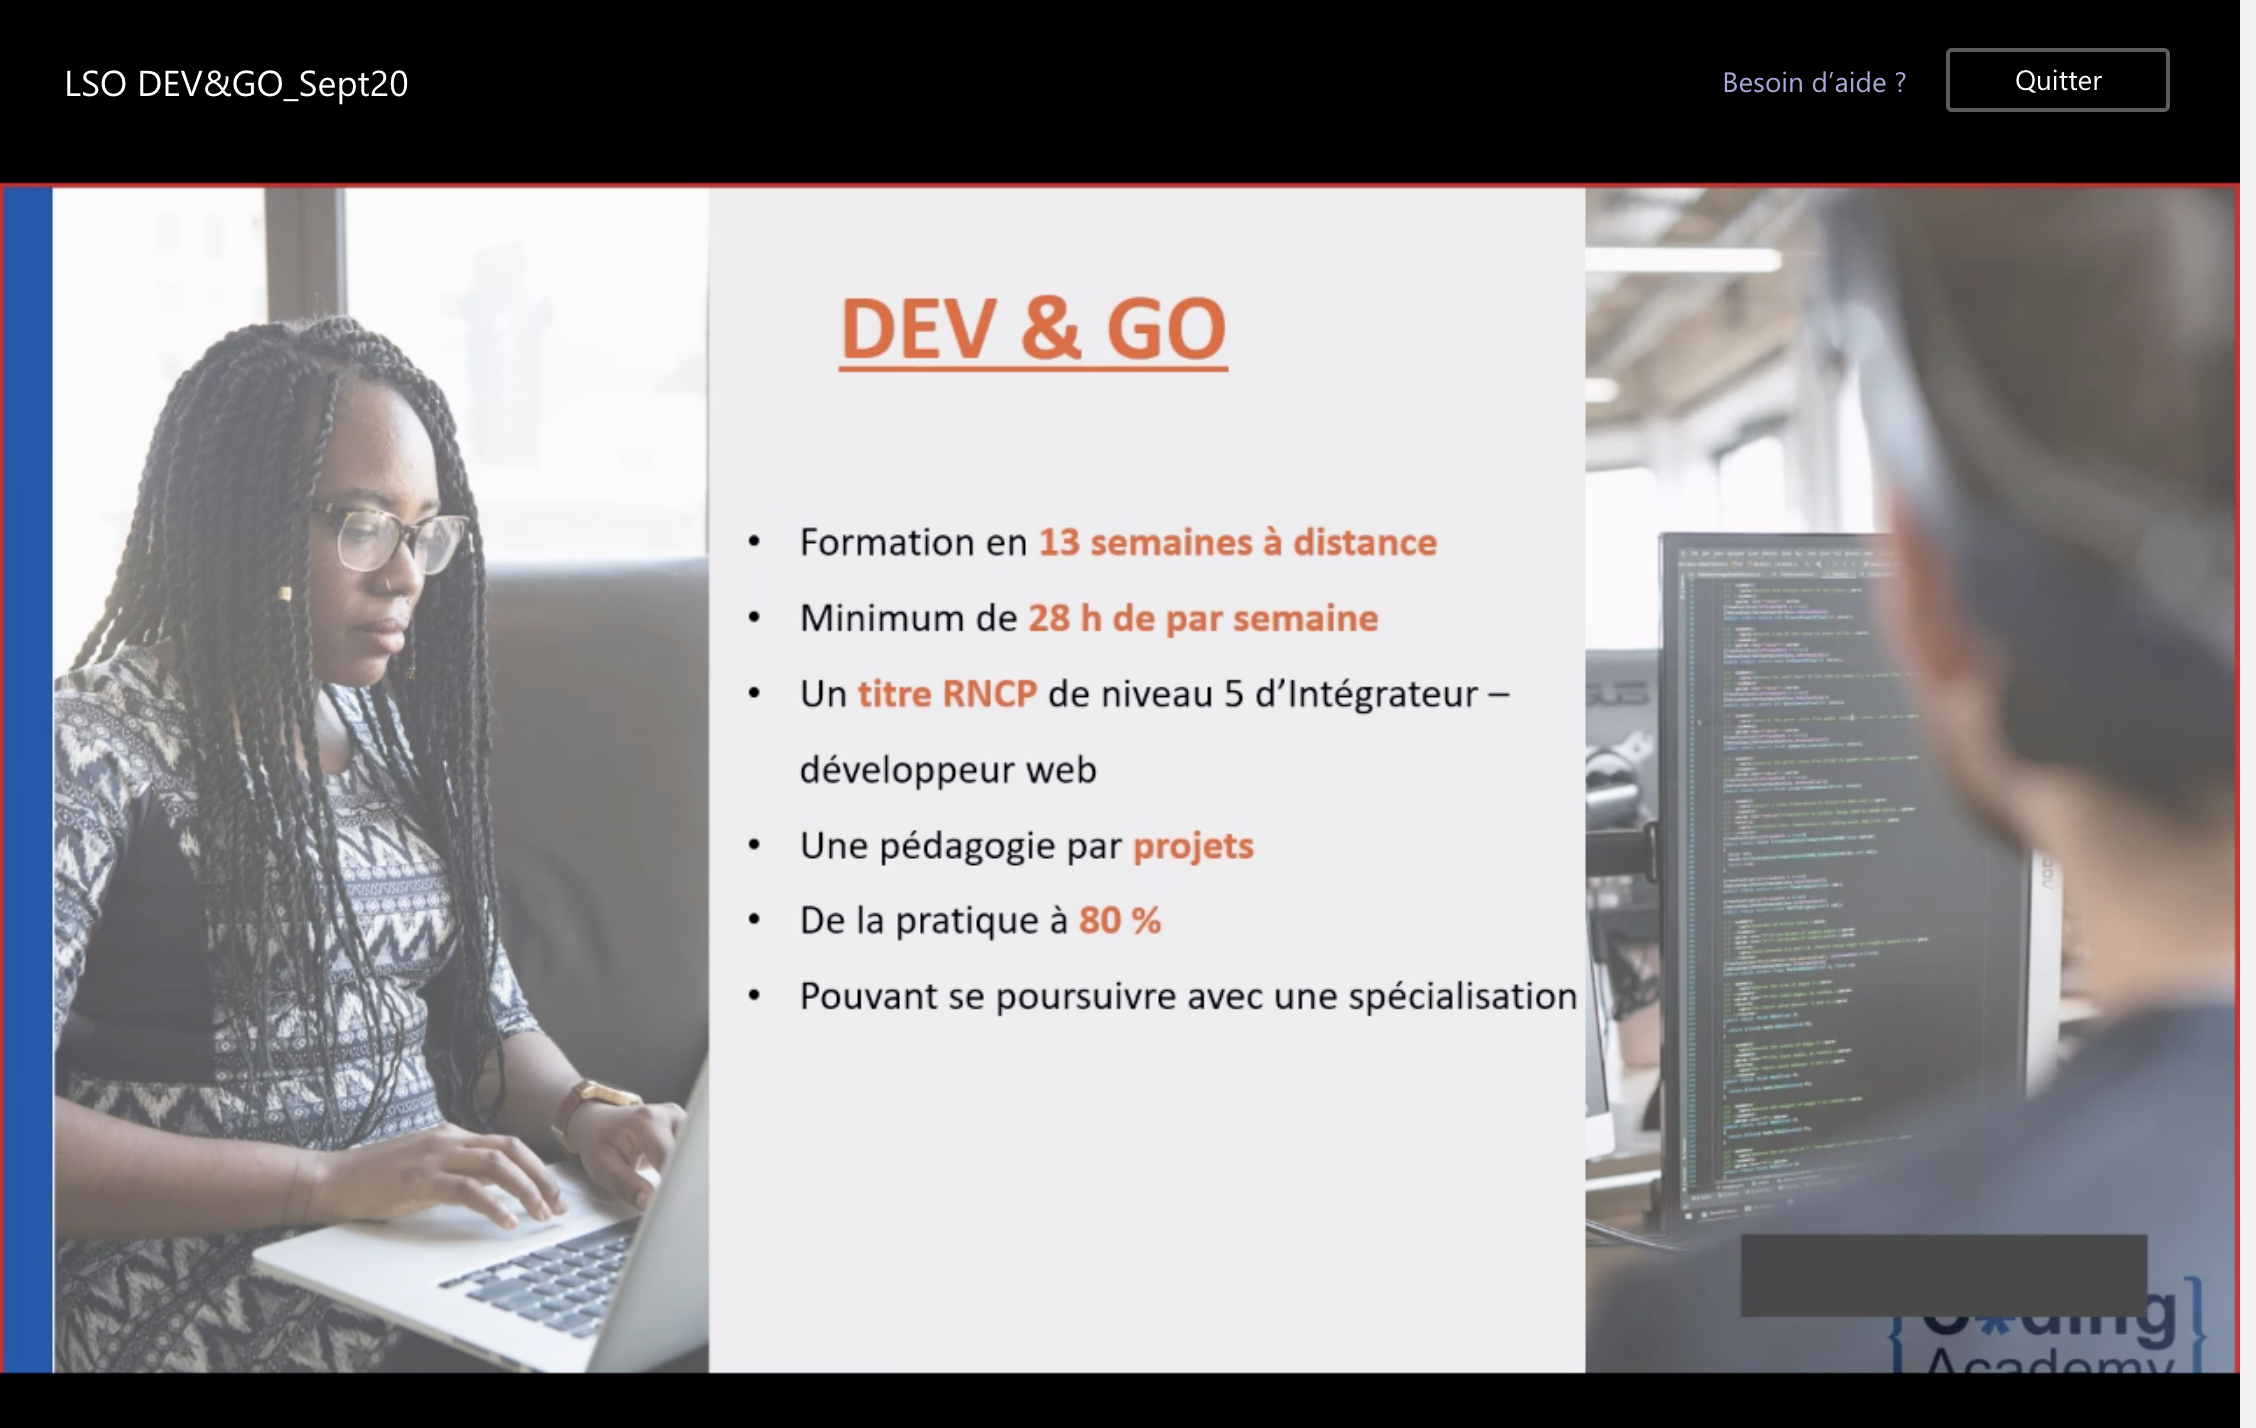 LSO DEV&GO_Sept20
Besoin d’aide ?
Quitter
DEV & GO
• Formation en 13 semaines à distance
• Minimum de 28 h de par semaine
• Un titre RNCP de niveau 5 d’Intégrateur –
développeur web
• Une pédagogie par projets
• De la pratique à 80 %
• Pouvant se poursuivre avec une spécialisation
AOC
{C*ding
Academy}